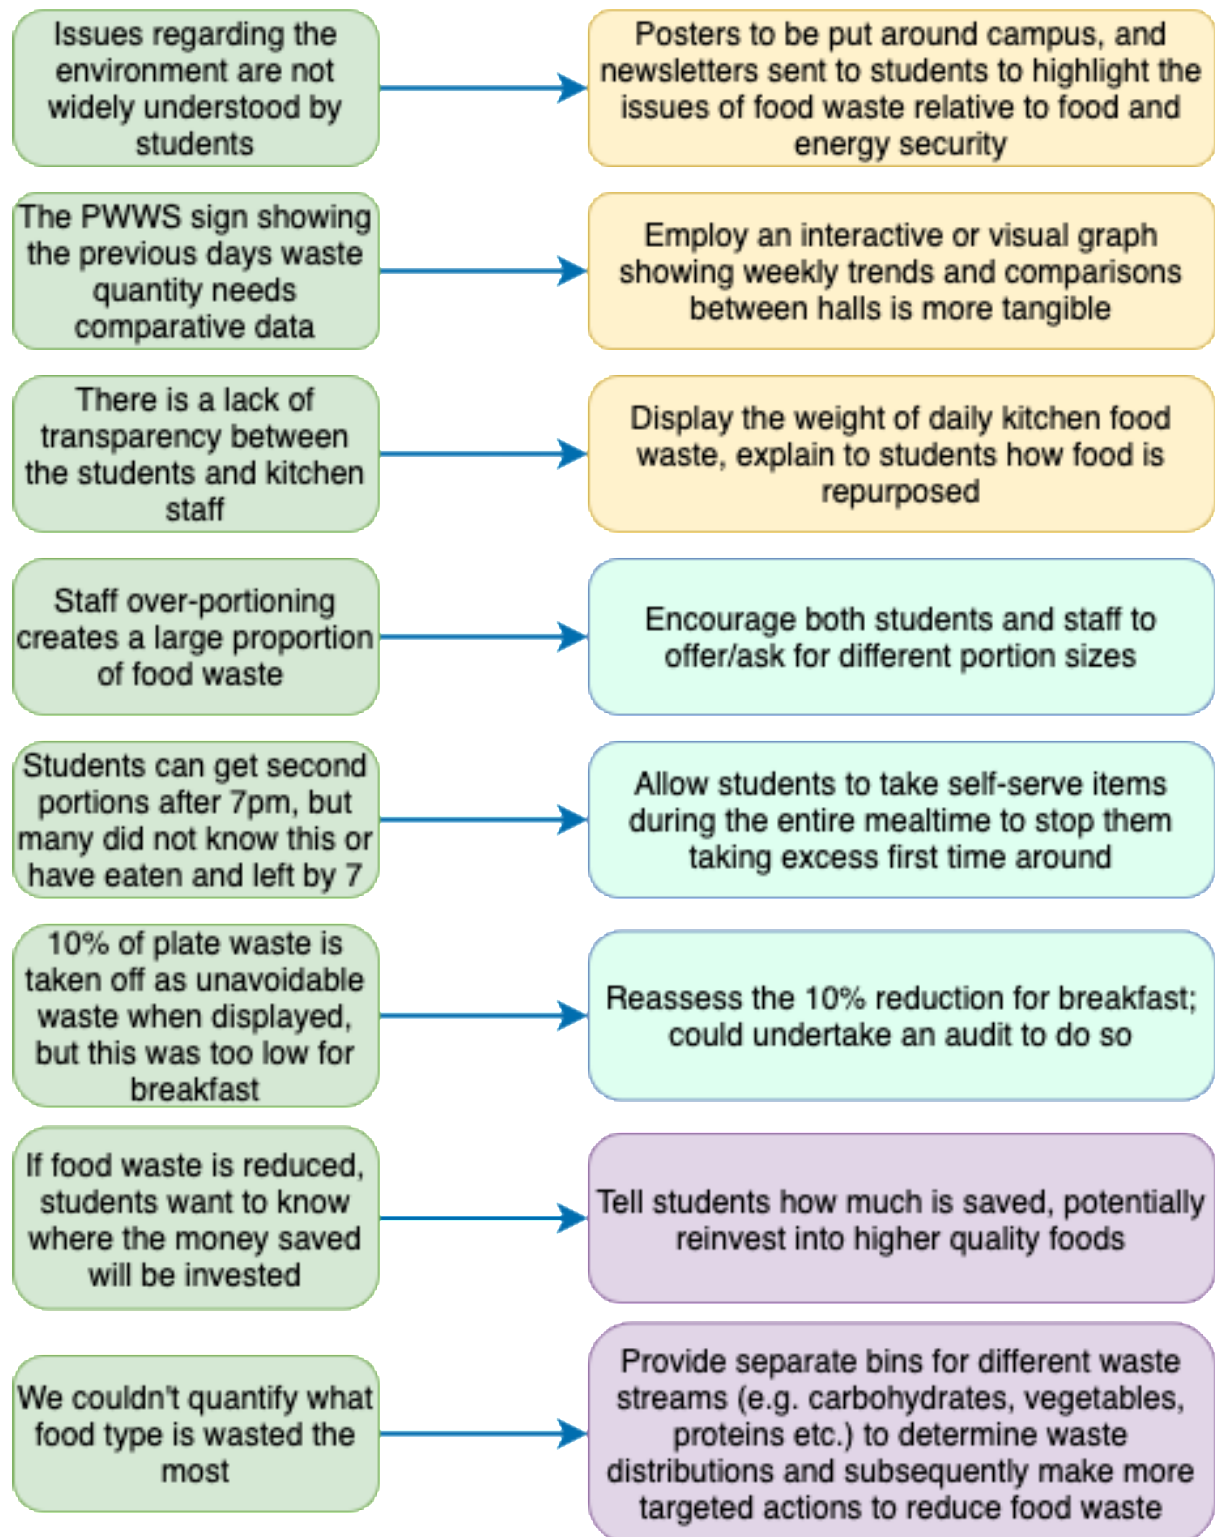 Issues regarding the
environment are not
widely understood by
students
Posters to be put around campus, and
newsletters sent to students to highlight the
issues of food waste relative to food and
energy security
The PWWS sign showing
the previous days waste
quantity needs
comparative data
Employ an interactive or visual graph
showing weekly trends and comparisons
between halls is more tangible
There is a lack of
transparency between
the students and kitchen
staff
Display the weight of daily kitchen food
waste, explain to students how food is
repurposed
Staff over-portioning
creates a large proportion
of food waste
Encourage both students and staff to
offer/ask for different portion sizes
Students can get second
portions after 7pm, but
many did not know this or
have eaten and left by 7
Allow students to take self-serve items
during the entire mealtime to stop them
taking excess first time around
10% of plate waste is
taken off as unavoidable
waste when displayed,
but this was too low for
breakfast
Reassess the 10% reduction for breakfast;
could undertake an audit to do so
If food waste is reduced,
students want to know
where the money saved
will be invested
Tell students how much is saved, potentially
reinvest into higher quality foods
We couldn't quantify what
food type is wasted the
most
Provide separate bins for different waste
streams (e.g. carbohydrates, vegetables,
proteins etc.) to determine waste
distributions and subsequently make more
targeted actions to reduce food waste